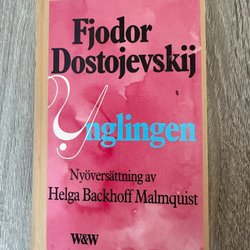 Fjodor
Dostojevskij
Ynglingen
Nyöversättning av
Helga Backhoff Malmquist
W&W